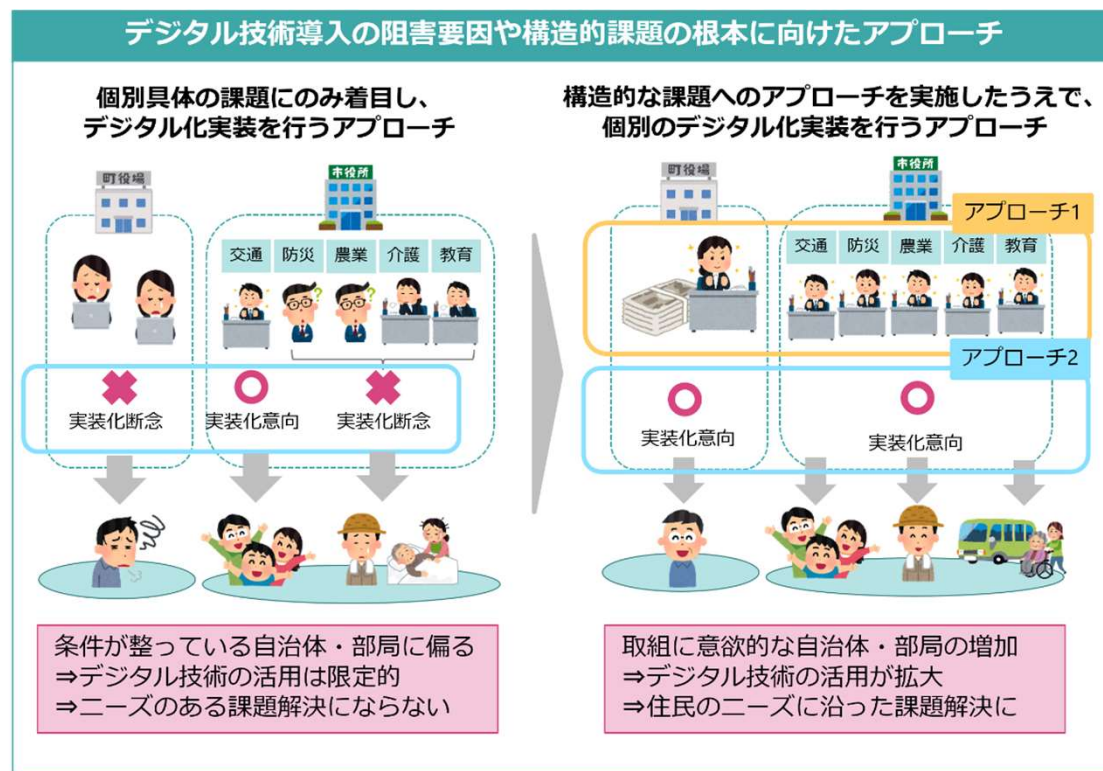 デジタル技術導入の阻害要因や構造的課題の根本に向けたアプローチ
個別具体の課題にのみ着目し、
デジタル化実装を行うアプローチ
町役場
市役所
交通 防災 農業 介護 教育
? ?
実装化断念
実装化意向
実装化断念
条件が整っている自治体・部局に偏る
⇒デジタル技術の活用は限定的
⇒ニーズのある課題解決にならない
構造的な課題へのアプローチを実施したうえで、
個別のデジタル化実装を行うアプローチ
町役場
市役所
アプローチ1
交通 防災 農業 介護 教育
アプローチ2
実装化意向
実装化意向
取組に意欲的な自治体・部局の増加
⇒デジタル技術の活用が拡大
⇒住民のニーズに沿った課題解決に